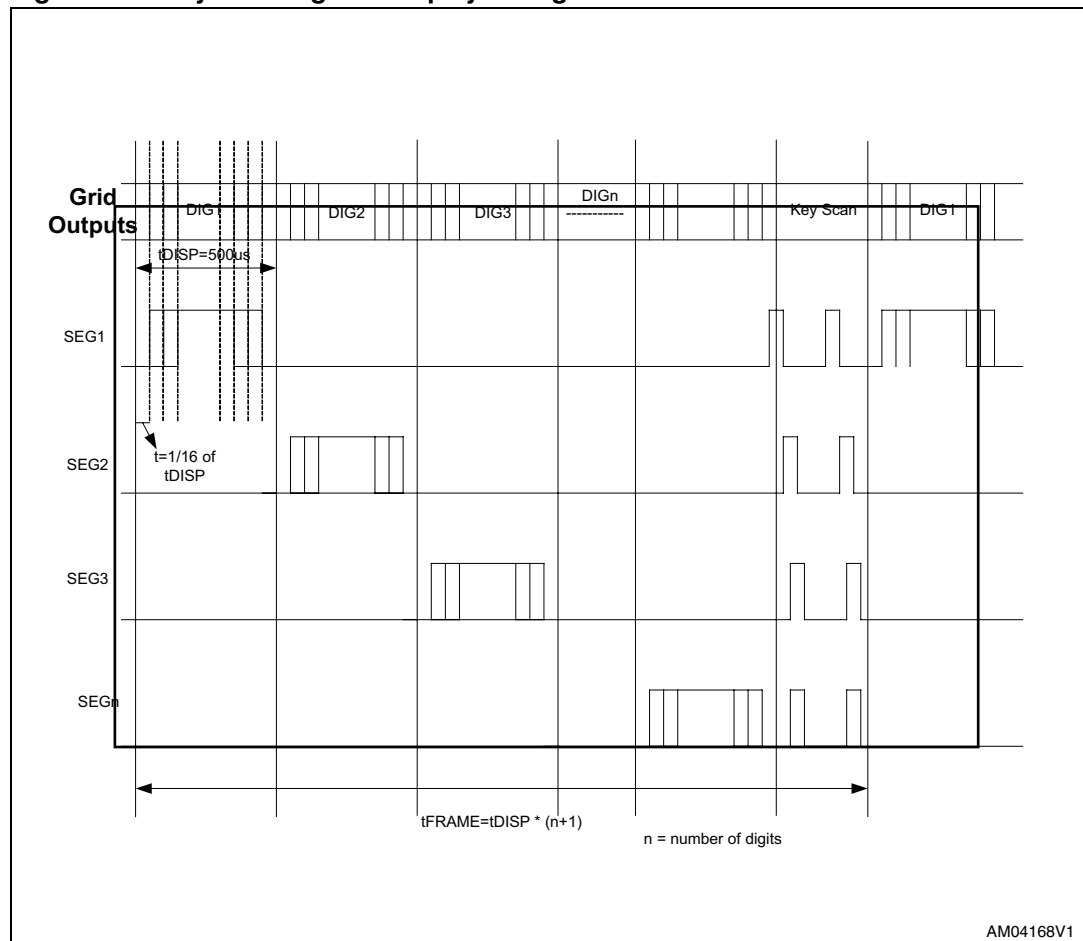 Grid
Outputs
DIG1
DIG2
DIG3
DIGn
-----------
Key Scan
DIG1
tDISP=500us
SEG1
t=1/16 of
tDISP
SEG2
SEG3
SEGn
tFRAME=tDISP * (n+1)
n = number of digits
AM04168V1